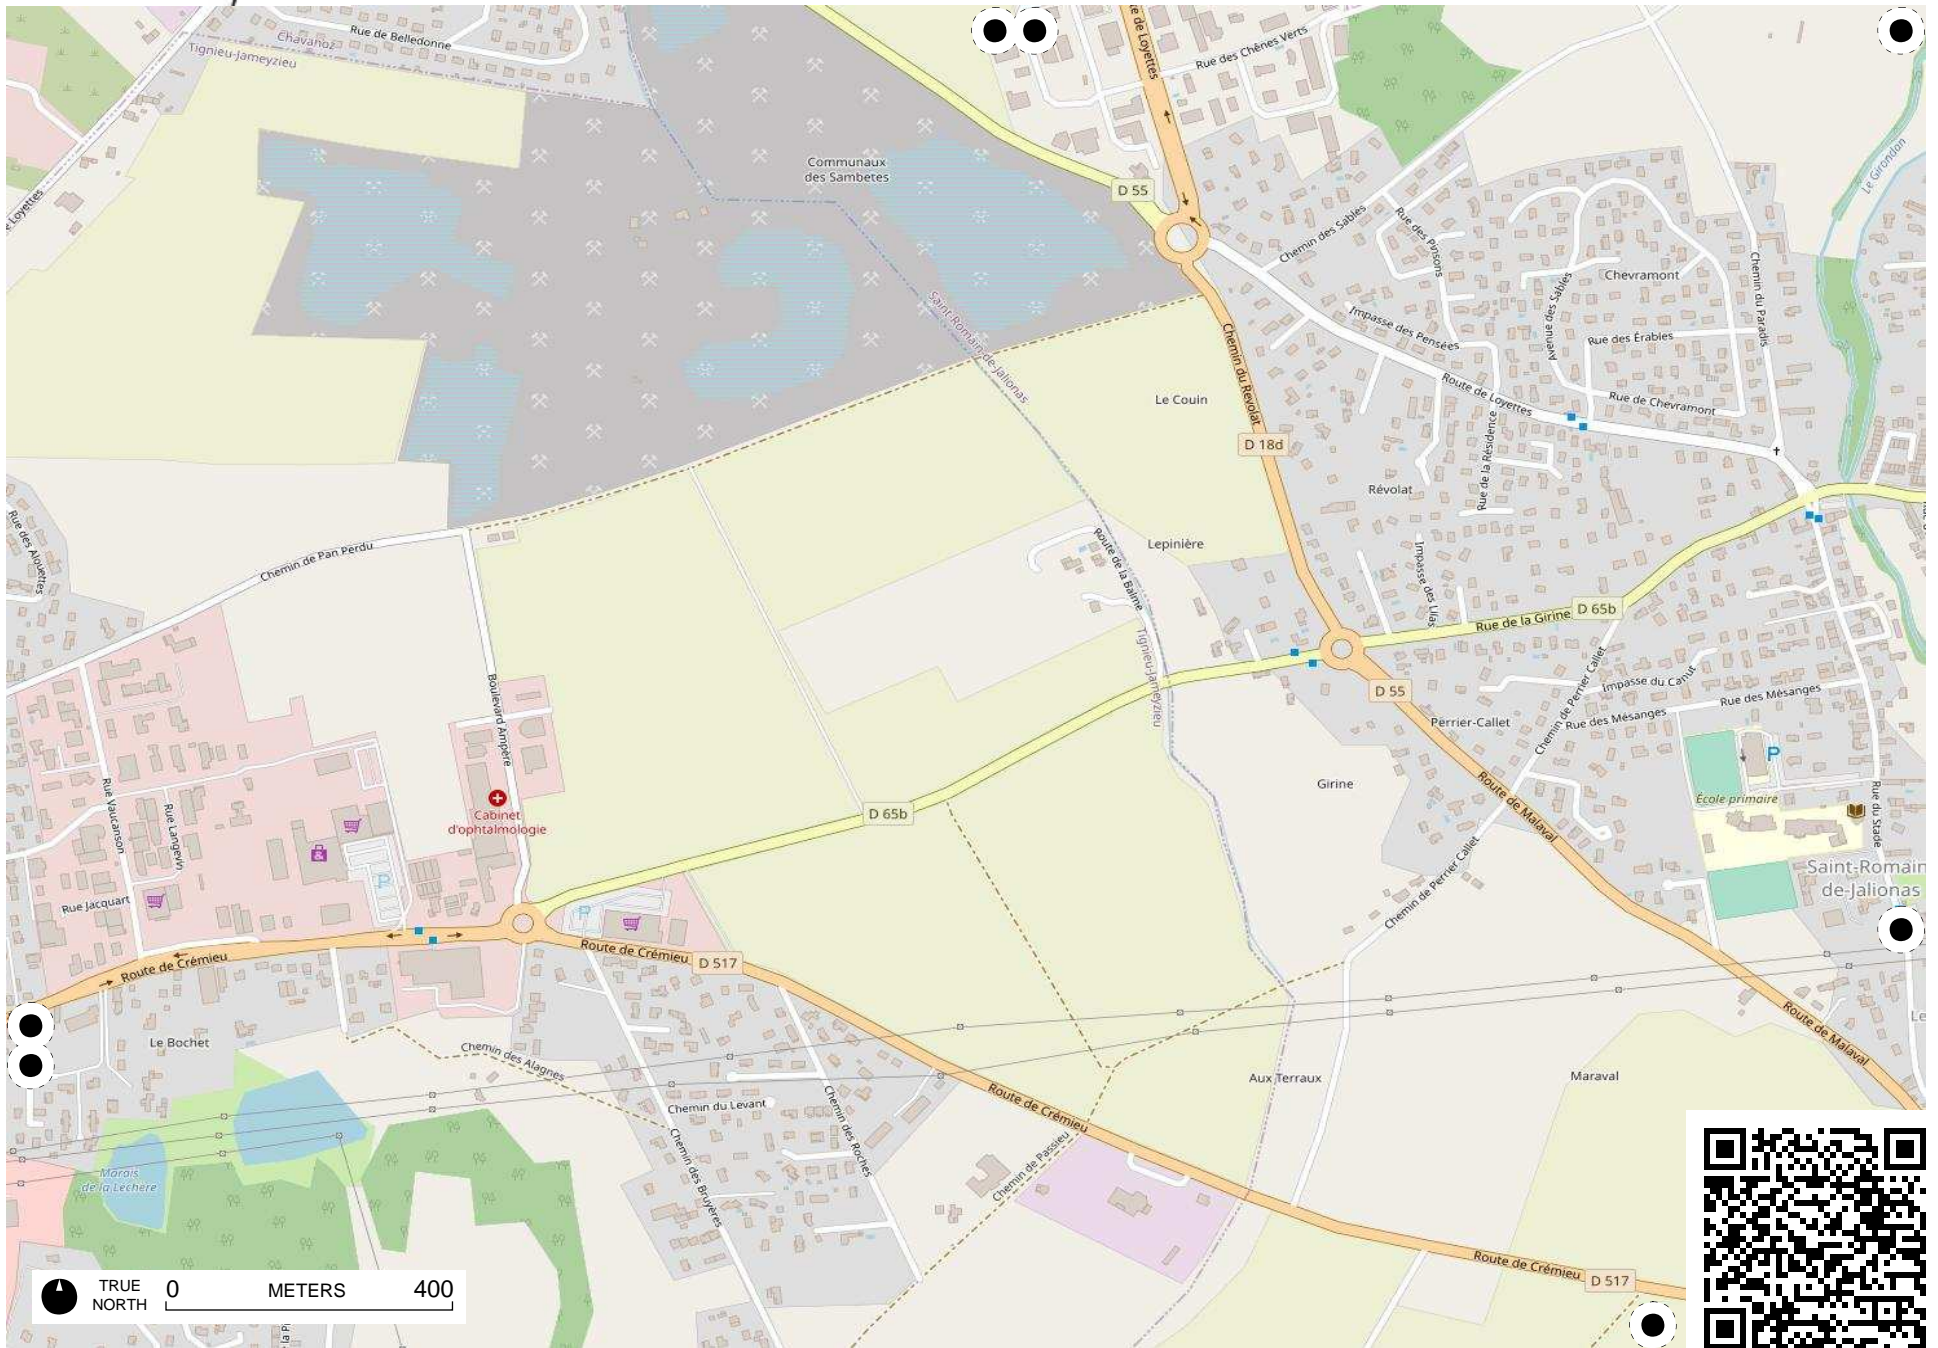 Rue de Belledonne
Chavanoz
Tignieu-Jameyzieu
Rue des Chênes Verts
Communaux
des Sambetes
D 55
Le Girondon
Chemin des Sables
Rue des Pinsons
Chevramont
Chemin du Paradis
Avenue des Sables
Saint-Romain-de-Jalionas
Impasse des Pensées
Rue des Érables
Chemin du Revolat
Route de Loyettes
Rue de Chevramont
Le Couin
D 18d
Rue de la Résidence
Révolat
Rue des Alouettes
Chemin de Pan Perdu
Route de la Balme
Lepinière
Impasse des Lilas
D 65b
Rue de la Girine
Tignieu-Jameyzieu
Boulevard Ampère
Impasse du Canut
D 55
Chemin de Perrier Callet
Rue des Mésanges
Rue des Mésanges
Perrier-Callet
P
Girine
Route de Malaval
École primaire
Rue Vaucanson
Rue Langevin
Cabinet
d'ophtalmologie
D 65b
Rue du Stade
Saint-Romain-
de-Jalionas
P
Rue Jacquart
P
Chemin de Perrier Callet
Route de Crémieu
Route de Crémieu
D 517
Le Bochet
Chemin des Alagnes
Route de Malaval
Aux Terraux
Maraval
Chemin du Levant
Chemin des Roches
Route de Crémieu
Chemin des Bruyères
Chemin de Passieu
Marais
de la Lechère
Route de Crémieu
D 517
TRUE
NORTH
0 METERS 400